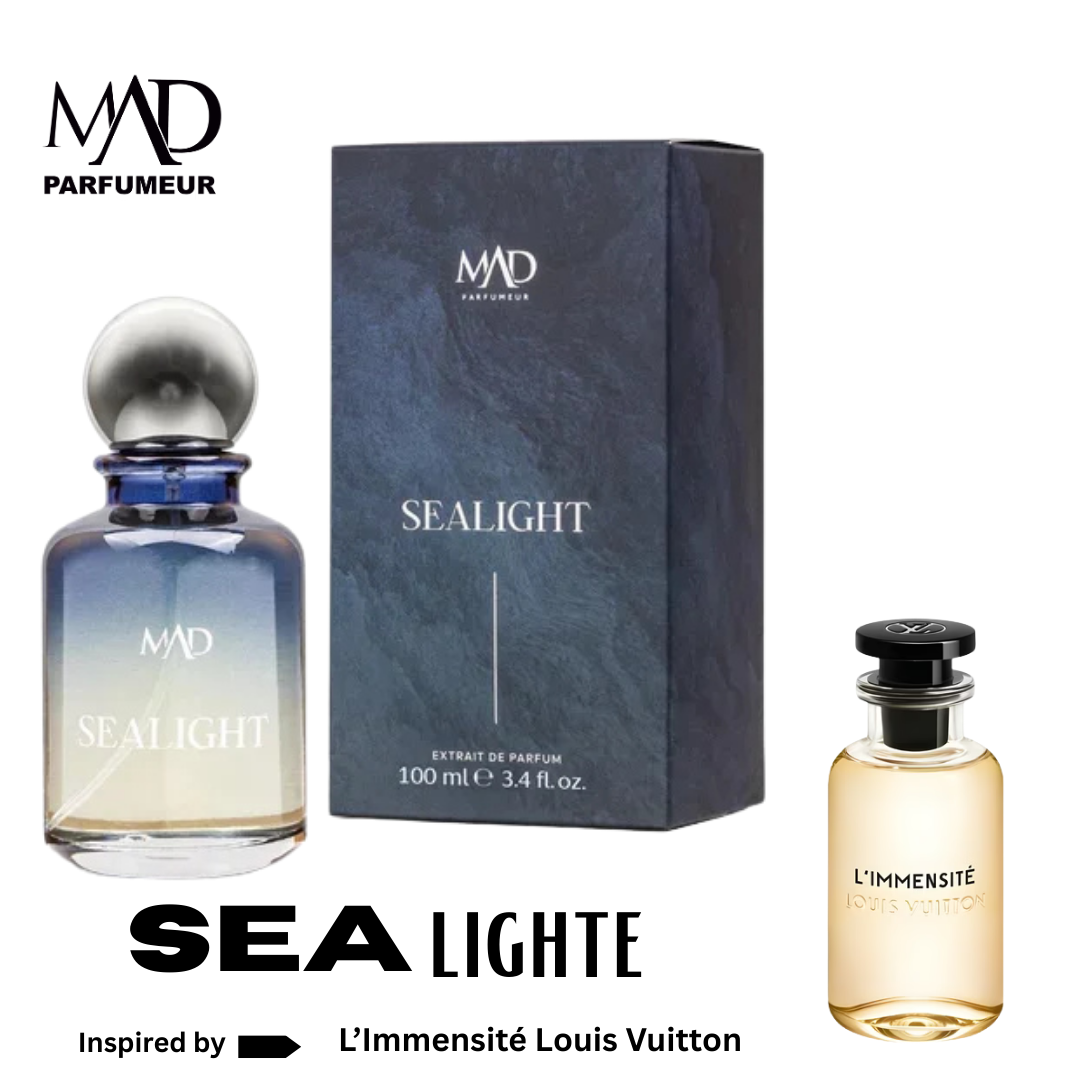 MAD
PARFUMEUR
MAD
PARFUMEUR
SEALIGHT
EXTRAIT DE PARFUM
100 ml ℮ 3.4 fl. oz.
MAD
SEALIGHT
L'IMMENSITÉ
LOUIS VUITTON
SEA LIGHTE
Inspired by L’Immensité Louis Vuitton